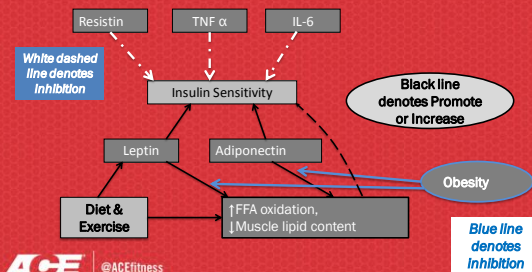 Resistin
TNF α
IL-6
White dashed
line denotes
Inhibition
Insulin Sensitivity
Black line
denotes Promote
or Increase
Leptin
Adiponectin
Obesity
Diet &
Exercise
↑FFA oxidation,
↓Muscle lipid content
Blue line
denotes
inhibition
ACE
@ACEfitness